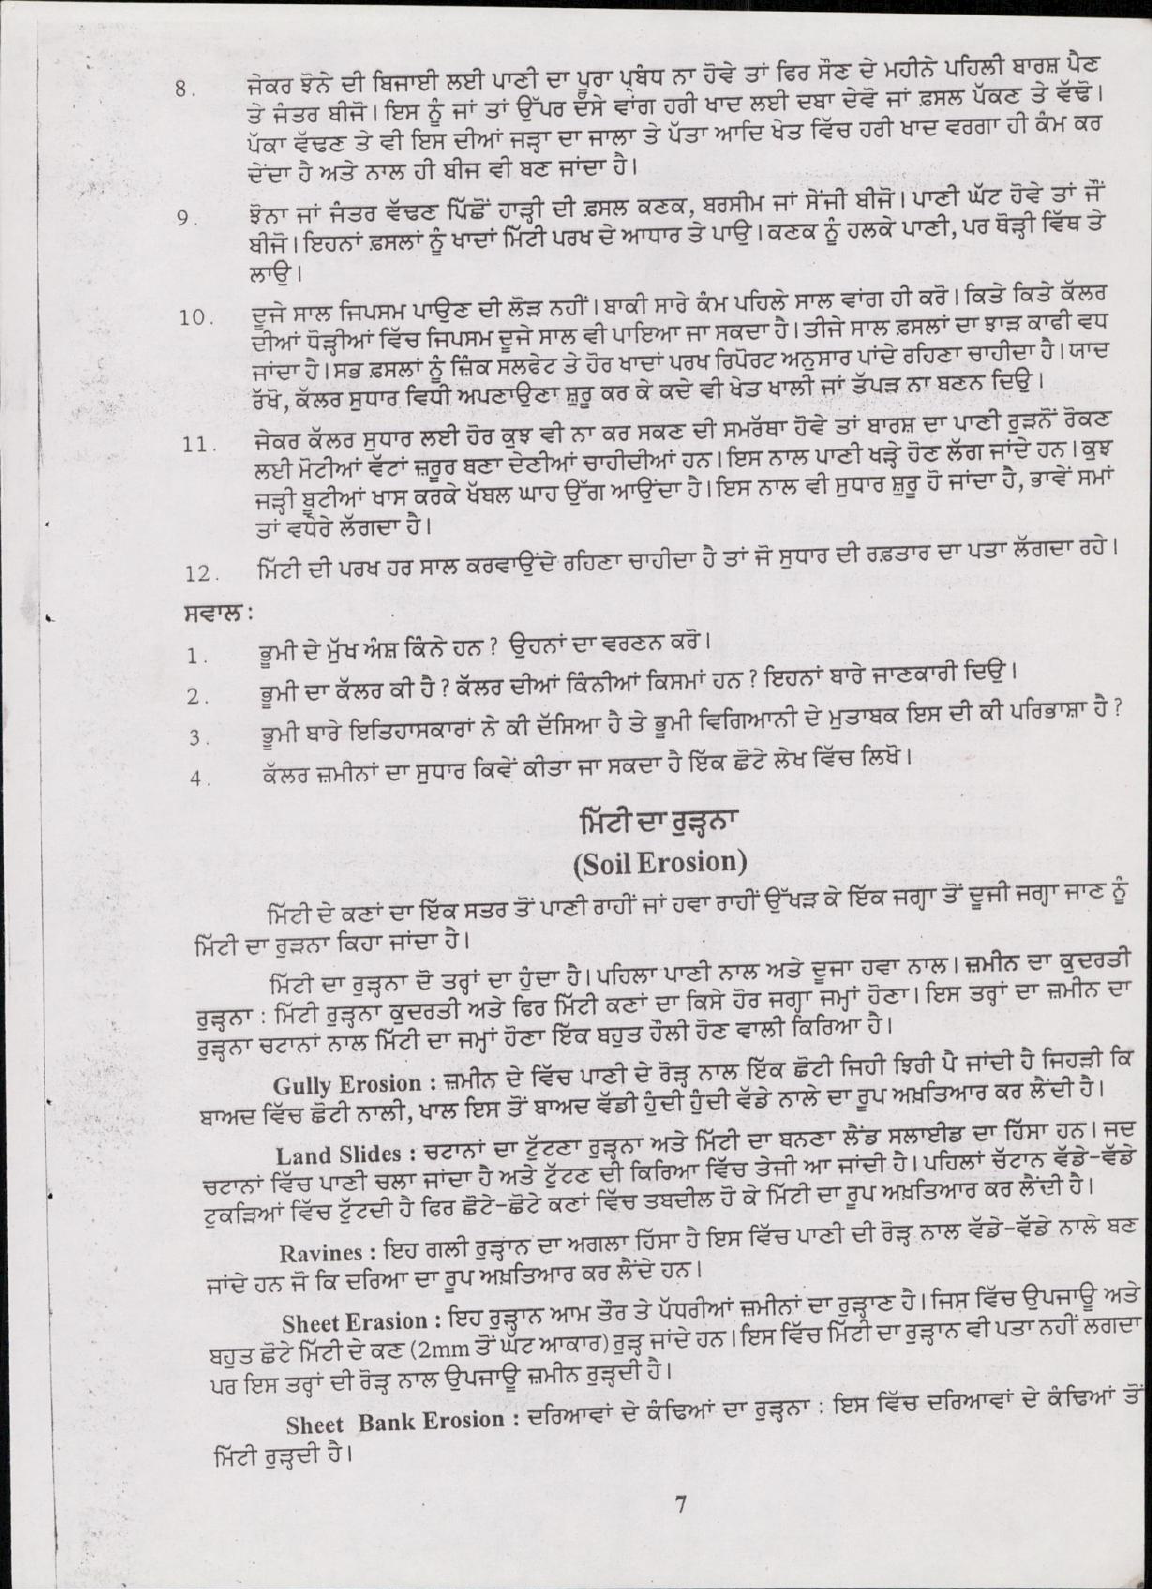 8. ਜੇਕਰ ਝੋਨੇ ਦੀ ਬਿਜਾਈ ਲਈ ਪਾਣੀ ਦਾ ਪੂਰਾ ਪ੍ਰਬੰਧ ਨਾ ਹੋਵੇ ਤਾਂ ਫਿਰ ਸੌਣ ਦੇ ਮਹੀਨੇ ਪਹਿਲੀ ਬਾਰਸ਼ ਪੈਣ
ਤੇ ਜੰਤਰ ਬੀਜੋ। ਇਸ ਨੂੰ ਜਾਂ ਤਾਂ ਉੱਪਰ ਦੱਸੇ ਵਾਂਗ ਹਰੀ ਖਾਦ ਲਈ ਦਬਾ ਦੇਵੋ ਜਾਂ ਫ਼ਸਲ ਪੱਕਣ ਤੇ ਵੱਢੋ।
ਪੱਕਾ ਵੱਢਣ ਤੇ ਵੀ ਇਸ ਦੀਆਂ ਜੜ੍ਹਾ ਦਾ ਜਾਲਾ ਤੇ ਪੱਤਾ ਆਦਿ ਖੇਤ ਵਿੱਚ ਹਰੀ ਖਾਦ ਵਰਗਾ ਹੀ ਕੰਮ ਕਰ
ਦੇਂਦਾ ਹੈ ਅਤੇ ਨਾਲ ਹੀ ਬੀਜ ਵੀ ਬਣ ਜਾਂਦਾ ਹੈ।
9. ਝੋਨਾ ਜਾਂ ਜੰਤਰ ਵੱਢਣ ਪਿੱਛੋਂ ਹਾੜ੍ਹੀ ਦੀ ਫ਼ਸਲ ਕਣਕ, ਬਰਸੀਮ ਜਾਂ ਸੇਂਜੀ ਬੀਜੋ। ਪਾਣੀ ਘੱਟ ਹੋਵੇ ਤਾਂ ਜੌਂ
ਬੀਜੋ। ਇਹਨਾਂ ਫ਼ਸਲਾਂ ਨੂੰ ਖਾਦਾਂ ਮਿੱਟੀ ਪਰਖ ਦੇ ਆਧਾਰ ਤੇ ਪਾਉ। ਕਣਕ ਨੂੰ ਹਲਕੇ ਪਾਣੀ, ਪਰ ਥੋੜ੍ਹੀ ਵਿੱਥ ਤੇ
ਲਾਉ।
10. ਦੂਜੇ ਸਾਲ ਜਿਪਸਮ ਪਾਉਣ ਦੀ ਲੋੜ ਨਹੀਂ। ਬਾਕੀ ਸਾਰੇ ਕੰਮ ਪਹਿਲੇ ਸਾਲ ਵਾਂਗ ਹੀ ਕਰੋ। ਕਿਤੇ ਕਿਤੇ ਕੱਲਰ
ਦੀਆਂ ਧੋੜ੍ਹੀਆਂ ਵਿੱਚ ਜਿਪਸਮ ਦੂਜੇ ਸਾਲ ਵੀ ਪਾਇਆ ਜਾ ਸਕਦਾ ਹੈ। ਤੀਜੇ ਸਾਲ ਫ਼ਸਲਾਂ ਦਾ ਝਾੜ ਕਾਫੀ ਵਧ
ਜਾਂਦਾ ਹੈ। ਸਭ ਫ਼ਸਲਾਂ ਨੂੰ ਜ਼ਿੰਕ ਸਲਫੇਟ ਤੇ ਹੋਰ ਖਾਦਾਂ ਪਰਖ ਰਿਪੋਰਟ ਅਨੁਸਾਰ ਪਾਂਦੇ ਰਹਿਣਾ ਚਾਹੀਦਾ ਹੈ। ਯਾਦ
ਰੱਖੋ, ਕੱਲਰ ਸੁਧਾਰ ਵਿਧੀ ਅਪਣਾਉਣਾ ਸ਼ੁਰੂ ਕਰ ਕੇ ਕਦੇ ਵੀ ਖੇਤ ਖਾਲੀ ਜਾਂ ਤੱਪੜ ਨਾ ਬਣਨ ਦਿਉ।
11. ਜੇਕਰ ਕੱਲਰ ਸੁਧਾਰ ਲਈ ਹੋਰ ਕੁਝ ਵੀ ਨਾ ਕਰ ਸਕਣ ਦੀ ਸਮਰੱਥਾ ਹੋਵੇ ਤਾਂ ਬਾਰਸ਼ ਦਾ ਪਾਣੀ ਰੁੜਨੋਂ ਰੋਕਣ
ਲਈ ਮੋਟੀਆਂ ਵੱਟਾਂ ਜ਼ਰੂਰ ਬਣਾ ਦੇਣੀਆਂ ਚਾਹੀਦੀਆਂ ਹਨ। ਇਸ ਨਾਲ ਪਾਣੀ ਖੜ੍ਹੇ ਹੋਣ ਲੱਗ ਜਾਂਦੇ ਹਨ। ਕੁਝ
ਜੜ੍ਹੀ ਬੂਟੀਆਂ ਖਾਸ ਕਰਕੇ ਖੱਬਲ ਘਾਹ ਉੱਗ ਆਉਂਦਾ ਹੈ। ਇਸ ਨਾਲ ਵੀ ਸੁਧਾਰ ਸ਼ੁਰੂ ਹੋ ਜਾਂਦਾ ਹੈ, ਭਾਵੇਂ ਸਮਾਂ
ਤਾਂ ਵਧੇਰੇ ਲੱਗਦਾ ਹੈ।
12. ਮਿੱਟੀ ਦੀ ਪਰਖ ਹਰ ਸਾਲ ਕਰਵਾਉਂਦੇ ਰਹਿਣਾ ਚਾਹੀਦਾ ਹੈ ਤਾਂ ਜੋ ਸੁਧਾਰ ਦੀ ਰਫ਼ਤਾਰ ਦਾ ਪਤਾ ਲੱਗਦਾ ਰਹੇ।
ਸਵਾਲ :
1. ਭੂਮੀ ਦੇ ਮੁੱਖ ਅੰਸ਼ ਕਿੰਨੇ ਹਨ ? ਉਹਨਾਂ ਦਾ ਵਰਣਨ ਕਰੋ।
2. ਭੂਮੀ ਦਾ ਕੱਲਰ ਕੀ ਹੈ ? ਕੱਲਰ ਦੀਆਂ ਕਿੰਨੀਆਂ ਕਿਸਮਾਂ ਹਨ ? ਇਹਨਾਂ ਬਾਰੇ ਜਾਣਕਾਰੀ ਦਿਉ।
3. ਭੂਮੀ ਬਾਰੇ ਇਤਿਹਾਸਕਾਰਾਂ ਨੇ ਕੀ ਦੱਸਿਆ ਹੈ ਤੇ ਭੂਮੀ ਵਿਗਿਆਨੀ ਦੇ ਮੁਤਾਬਕ ਇਸ ਦੀ ਕੀ ਪਰਿਭਾਸ਼ਾ ਹੈ ?
4. ਕੱਲਰ ਜ਼ਮੀਨਾਂ ਦਾ ਸੁਧਾਰ ਕਿਵੇਂ ਕੀਤਾ ਜਾ ਸਕਦਾ ਹੈ ਇੱਕ ਛੋਟੇ ਲੇਖ ਵਿੱਚ ਲਿਖੋ।
ਮਿੱਟੀ ਦਾ ਰੁੜ੍ਹਨਾ
(Soil Erosion)
ਮਿੱਟੀ ਦੇ ਕਣਾਂ ਦਾ ਇੱਕ ਸਤਰ ਤੋਂ ਪਾਣੀ ਰਾਹੀਂ ਜਾਂ ਹਵਾ ਰਾਹੀਂ ਉੱਖੜ ਕੇ ਇੱਕ ਜਗ੍ਹਾ ਤੋਂ ਦੂਜੀ ਜਗ੍ਹਾ ਜਾਣ ਨੂੰ
ਮਿੱਟੀ ਦਾ ਰੁੜਨਾ ਕਿਹਾ ਜਾਂਦਾ ਹੈ।
ਮਿੱਟੀ ਦਾ ਰੁੜ੍ਹਨਾ ਦੋ ਤਰ੍ਹਾਂ ਦਾ ਹੁੰਦਾ ਹੈ। ਪਹਿਲਾ ਪਾਣੀ ਨਾਲ ਅਤੇ ਦੂਜਾ ਹਵਾ ਨਾਲ। ਜ਼ਮੀਨ ਦਾ ਕੁਦਰਤੀ
ਰੁੜ੍ਹਨਾ : ਮਿੱਟੀ ਰੁੜ੍ਹਨਾ ਕੁਦਰਤੀ ਅਤੇ ਫਿਰ ਮਿੱਟੀ ਕਣਾਂ ਦਾ ਕਿਸੇ ਹੋਰ ਜਗ੍ਹਾ ਜਮ੍ਹਾਂ ਹੋਣਾ। ਇਸ ਤਰ੍ਹਾਂ ਦਾ ਜ਼ਮੀਨ ਦਾ
ਰੁੜ੍ਹਨਾ ਚਟਾਨਾਂ ਨਾਲ ਮਿੱਟੀ ਦਾ ਜਮ੍ਹਾਂ ਹੋਣਾ ਇੱਕ ਬਹੁਤ ਹੌਲੀ ਹੋਣ ਵਾਲੀ ਕਿਰਿਆ ਹੈ।
Gully Erosion : ਜ਼ਮੀਨ ਦੇ ਵਿੱਚ ਪਾਣੀ ਦੇ ਰੋੜ੍ਹ ਨਾਲ ਇੱਕ ਛੋਟੀ ਜਿਹੀ ਝਿਰੀ ਪੈ ਜਾਂਦੀ ਹੈ ਜਿਹੜੀ ਕਿ
ਬਾਅਦ ਵਿੱਚ ਛੋਟੀ ਨਾਲੀ, ਖਾਲ ਇਸ ਤੋਂ ਬਾਅਦ ਵੱਡੀ ਹੁੰਦੀ ਹੁੰਦੀ ਵੱਡੇ ਨਾਲੇ ਦਾ ਰੂਪ ਅਖ਼ਤਿਆਰ ਕਰ ਲੈਂਦੀ ਹੈ।
Land Slides : ਚਟਾਨਾਂ ਦਾ ਟੁੱਟਣਾ ਰੁੜ੍ਹਨਾ ਅਤੇ ਮਿੱਟੀ ਦਾ ਬਨਣਾ ਲੈਂਡ ਸਲਾਈਡ ਦਾ ਹਿੱਸਾ ਹਨ। ਜਦ
ਚਟਾਨਾਂ ਵਿੱਚ ਪਾਣੀ ਚਲਾ ਜਾਂਦਾ ਹੈ ਅਤੇ ਟੁੱਟਣ ਦੀ ਕਿਰਿਆ ਵਿੱਚ ਤੇਜੀ ਆ ਜਾਂਦੀ ਹੈ। ਪਹਿਲਾਂ ਚੱਟਾਨ ਵੱਡੇ-ਵੱਡੇ
ਟੁਕੜਿਆਂ ਵਿੱਚ ਟੁੱਟਦੀ ਹੈ ਫਿਰ ਛੋਟੇ-ਛੋਟੇ ਕਣਾਂ ਵਿੱਚ ਤਬਦੀਲ ਹੋ ਕੇ ਮਿੱਟੀ ਦਾ ਰੂਪ ਅਖ਼ਤਿਆਰ ਕਰ ਲੈਂਦੀ ਹੈ।
Ravines : ਇਹ ਗਲੀ ਰੁੜ੍ਹਾਨ ਦਾ ਅਗਲਾ ਹਿੱਸਾ ਹੈ ਇਸ ਵਿੱਚ ਪਾਣੀ ਦੀ ਰੋੜ੍ਹ ਨਾਲ ਵੱਡੇ-ਵੱਡੇ ਨਾਲੇ ਬਣ
ਜਾਂਦੇ ਹਨ ਜੋ ਕਿ ਦਰਿਆ ਦਾ ਰੂਪ ਅਖ਼ਤਿਆਰ ਕਰ ਲੈਂਦੇ ਹਨ।
Sheet Erasion : ਇਹ ਰੁੜ੍ਹਾਨ ਆਮ ਤੌਰ ਤੇ ਪੱਧਰੀਆਂ ਜ਼ਮੀਨਾਂ ਦਾ ਰੁੜ੍ਹਾਣ ਹੈ। ਜਿਸ ਵਿੱਚ ਉਪਜਾਊ ਅਤੇ
ਬਹੁਤ ਛੋਟੇ ਮਿੱਟੀ ਦੇ ਕਣ (2mm ਤੋਂ ਘੱਟ ਆਕਾਰ) ਰੁੜ੍ਹ ਜਾਂਦੇ ਹਨ। ਇਸ ਵਿੱਚ ਮਿੱਟੀ ਦਾ ਰੁੜ੍ਹਾਨ ਵੀ ਪਤਾ ਨਹੀਂ ਲਗਦਾ
ਪਰ ਇਸ ਤਰ੍ਹਾਂ ਦੀ ਰੋੜ੍ਹ ਨਾਲ ਉਪਜਾਊ ਜ਼ਮੀਨ ਰੁੜ੍ਹਦੀ ਹੈ।
Sheet Bank Erosion : ਦਰਿਆਵਾਂ ਦੇ ਕੰਢਿਆਂ ਦਾ ਰੁੜ੍ਹਨਾ : ਇਸ ਵਿੱਚ ਦਰਿਆਵਾਂ ਦੇ ਕੰਢਿਆਂ ਤੋਂ
ਮਿੱਟੀ ਰੁੜ੍ਹਦੀ ਹੈ।
7